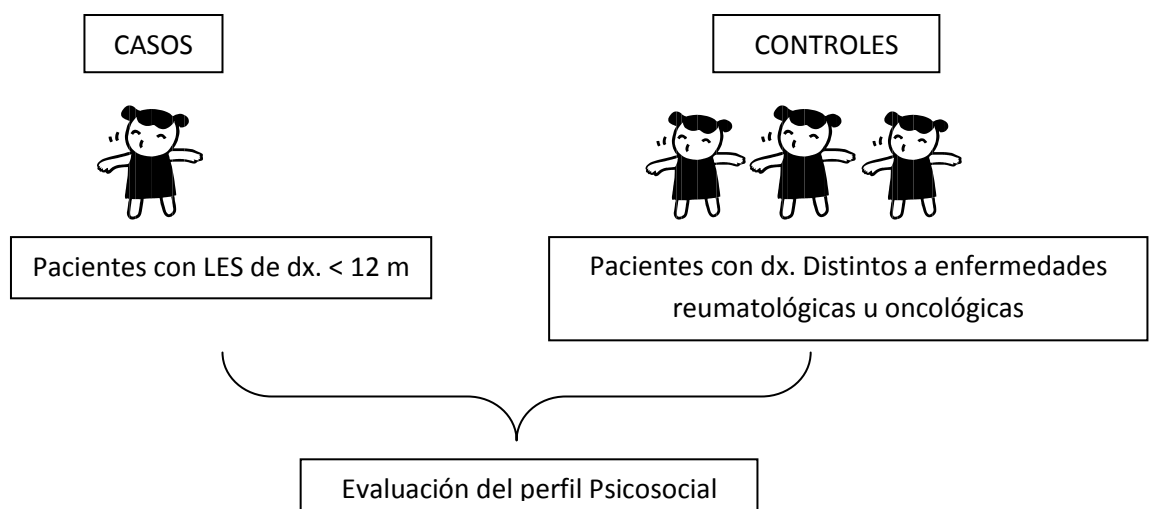 CASOS
CONTROLES
Pacientes con LES de dx. < 12 m
Pacientes con dx. Distintos a enfermedades
reumatológicas u oncológicas
Evaluación del perfil Psicosocial